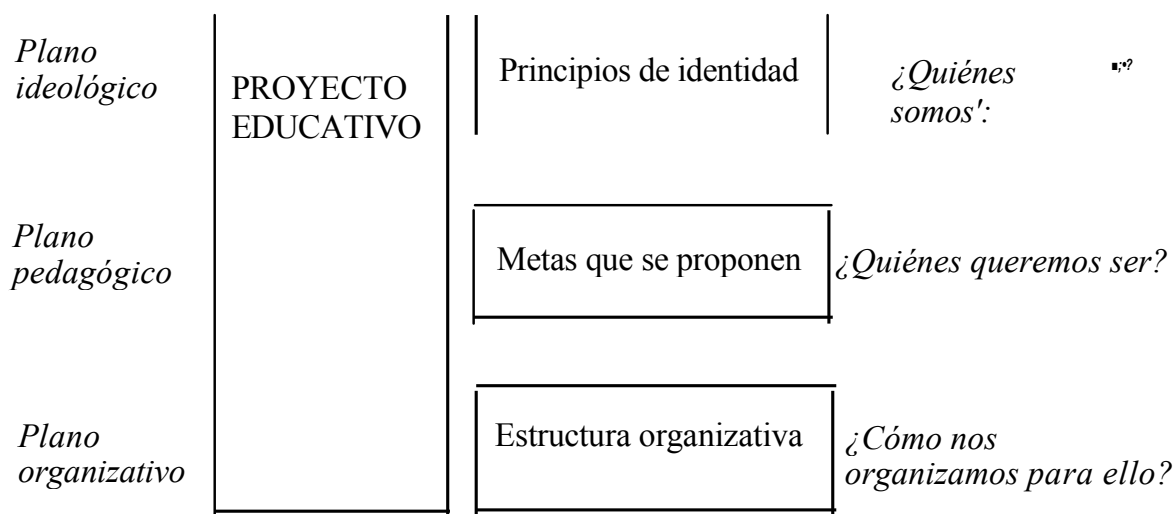 Plano
ideológico
PROYECTO
EDUCATIVO
Principios de identidad
¿Quiénes
somos':
Plano
pedagógico
Metas que se proponen
¿Quiénes queremos ser?
Plano
organizativo
Estructura organizativa
¿Cómo nos
organizamos para ello?